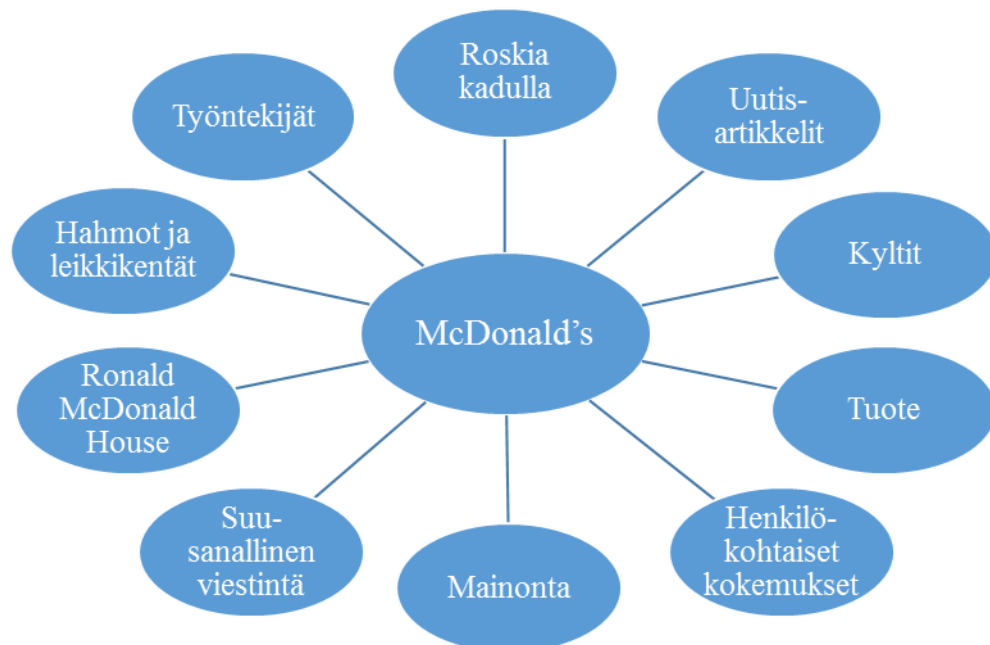 Roskia
kadulla
Uutis-
artikkelit
Kyltit
Tuote
Henkilö-
kohtaiset
kokemukset
Mainonta
Suu-
sanallinen
viestintä
Ronald
McDonald
House
Hahmot ja
leikkikentät
Työntekijät
McDonald’s